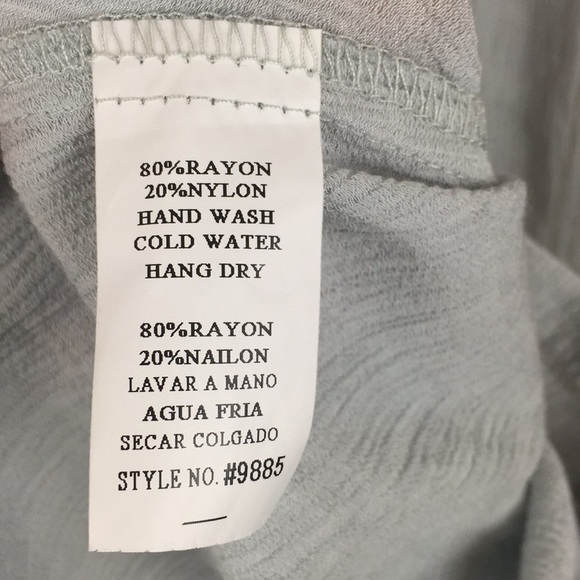 80%RAYON
20%NYLON
HAND WASH
COLD WATER
HANG DRY
80%RAYON
20%NAILON
LAVAR A MANO
AGUA FRIA
SECAR COLGADO
STYLE NO. #9885